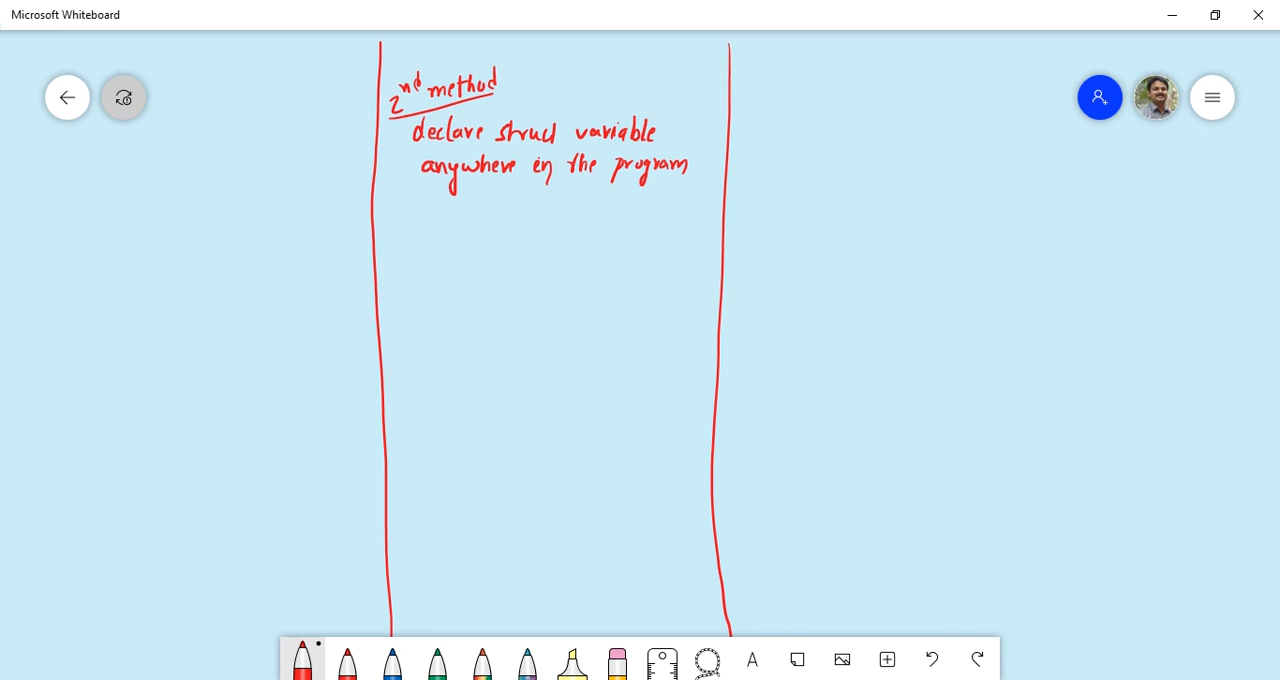 Microsoft Whiteboard
2nd method
declare struct variable
anywhere in the program
A